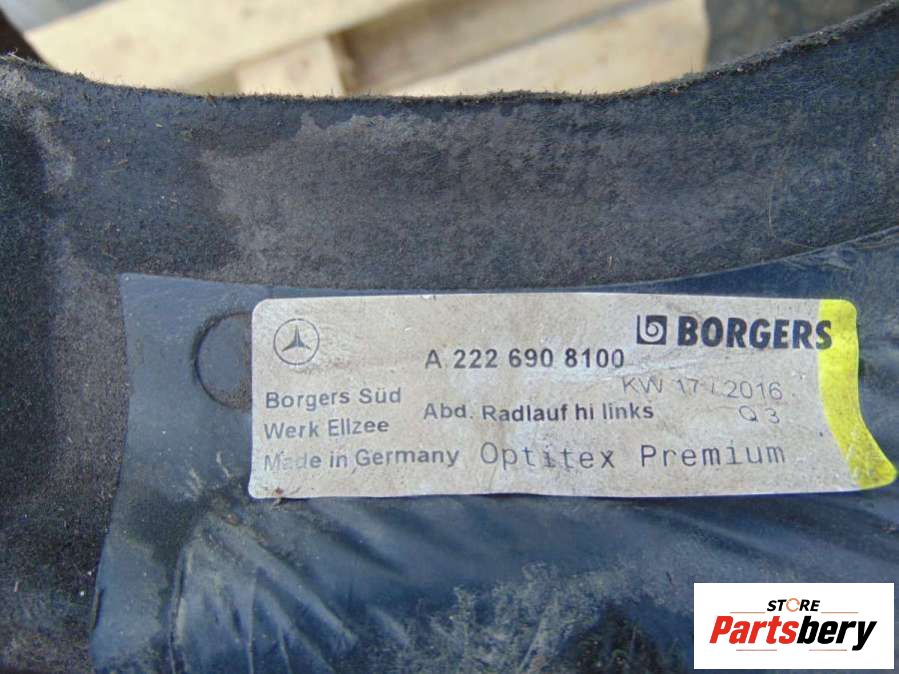 BORGERS
A 222 690 8100
KW 17 / 2016
Borgers Süd
Abd. Radlauf hi links
Q 3
Werk Ellzee
Made in Germany
Optitex Premium
STORE
Partsbery